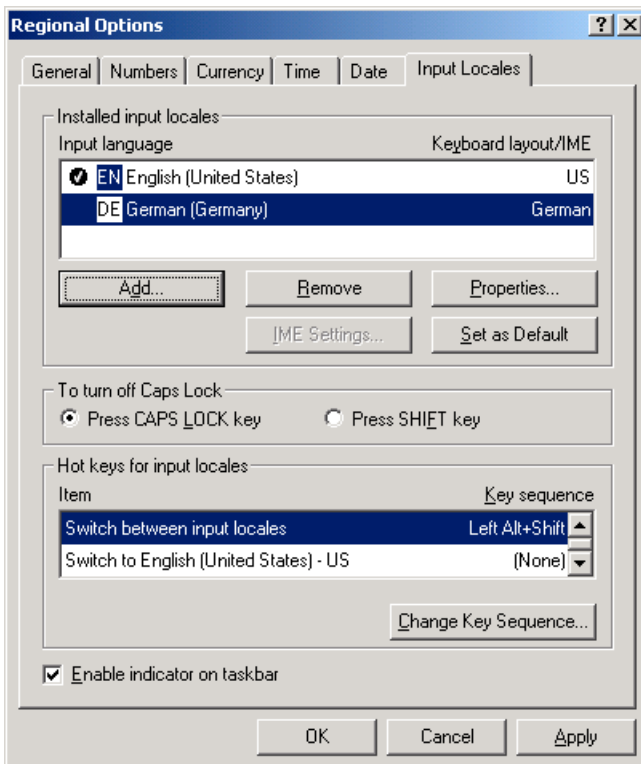 Regional Options
General Numbers Currency Time Date Input Locales
Installed input locales
Input language Keyboard layout/IME
EN English (United States) US
DE German (Germany) German
Add... Remove Properties...
IME Settings... Set as Default
To turn off Caps Lock
Press CAPS LOCK key Press SHIFT key
Hot keys for input locales
Item Key sequence
Switch between input locales Left Alt+Shift
Switch to English (United States) - US (None)
Change Key Sequence...
Enable indicator on taskbar
OK Cancel Apply